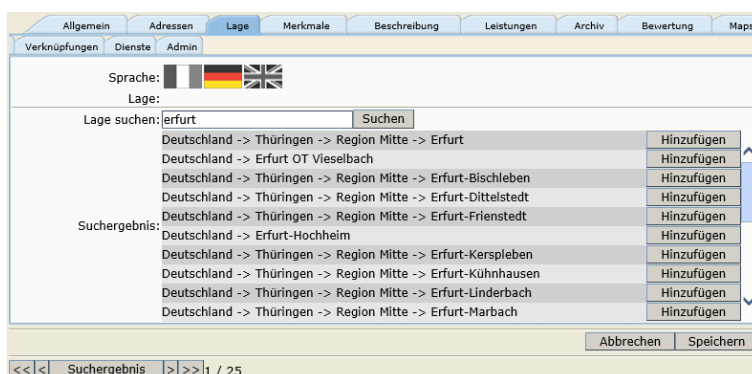 Allgemein Adressen Lage Merkmale Beschreibung Leistungen Archiv Bewertung Maps
Verknüpfungen Dienste Admin
Sprache:
Lage:
Lage suchen: erfurt Suchen
Deutschland -> Thüringen -> Region Mitte -> Erfurt Hinzufügen
Deutschland -> Erfurt OT Vieselbach Hinzufügen
Deutschland -> Thüringen -> Region Mitte -> Erfurt-Bischleben Hinzufügen
Deutschland -> Thüringen -> Region Mitte -> Erfurt-Dittelstedt Hinzufügen
Deutschland -> Thüringen -> Region Mitte -> Erfurt-Frienstedt Hinzufügen
Suchergebnis:
Deutschland -> Erfurt-Hochheim Hinzufügen
Deutschland -> Thüringen -> Region Mitte -> Erfurt-Kerspleben Hinzufügen
Deutschland -> Thüringen -> Region Mitte -> Erfurt-Kühnhausen Hinzufügen
Deutschland -> Thüringen -> Region Mitte -> Erfurt-Linderbach Hinzufügen
Deutschland -> Thüringen -> Region Mitte -> Erfurt-Marbach Hinzufügen
Abbrechen Speichern
<< < Suchergebnis > >> 1 / 25